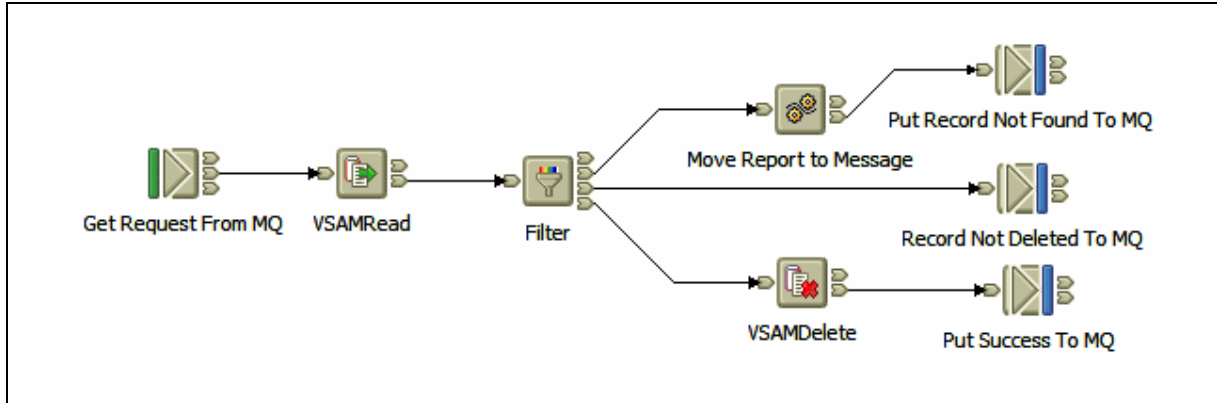 Get Request From MQ
VSAMRead
Filter
Move Report to Message
Put Record Not Found To MQ
Record Not Deleted To MQ
VSAMDelete
Put Success To MQ